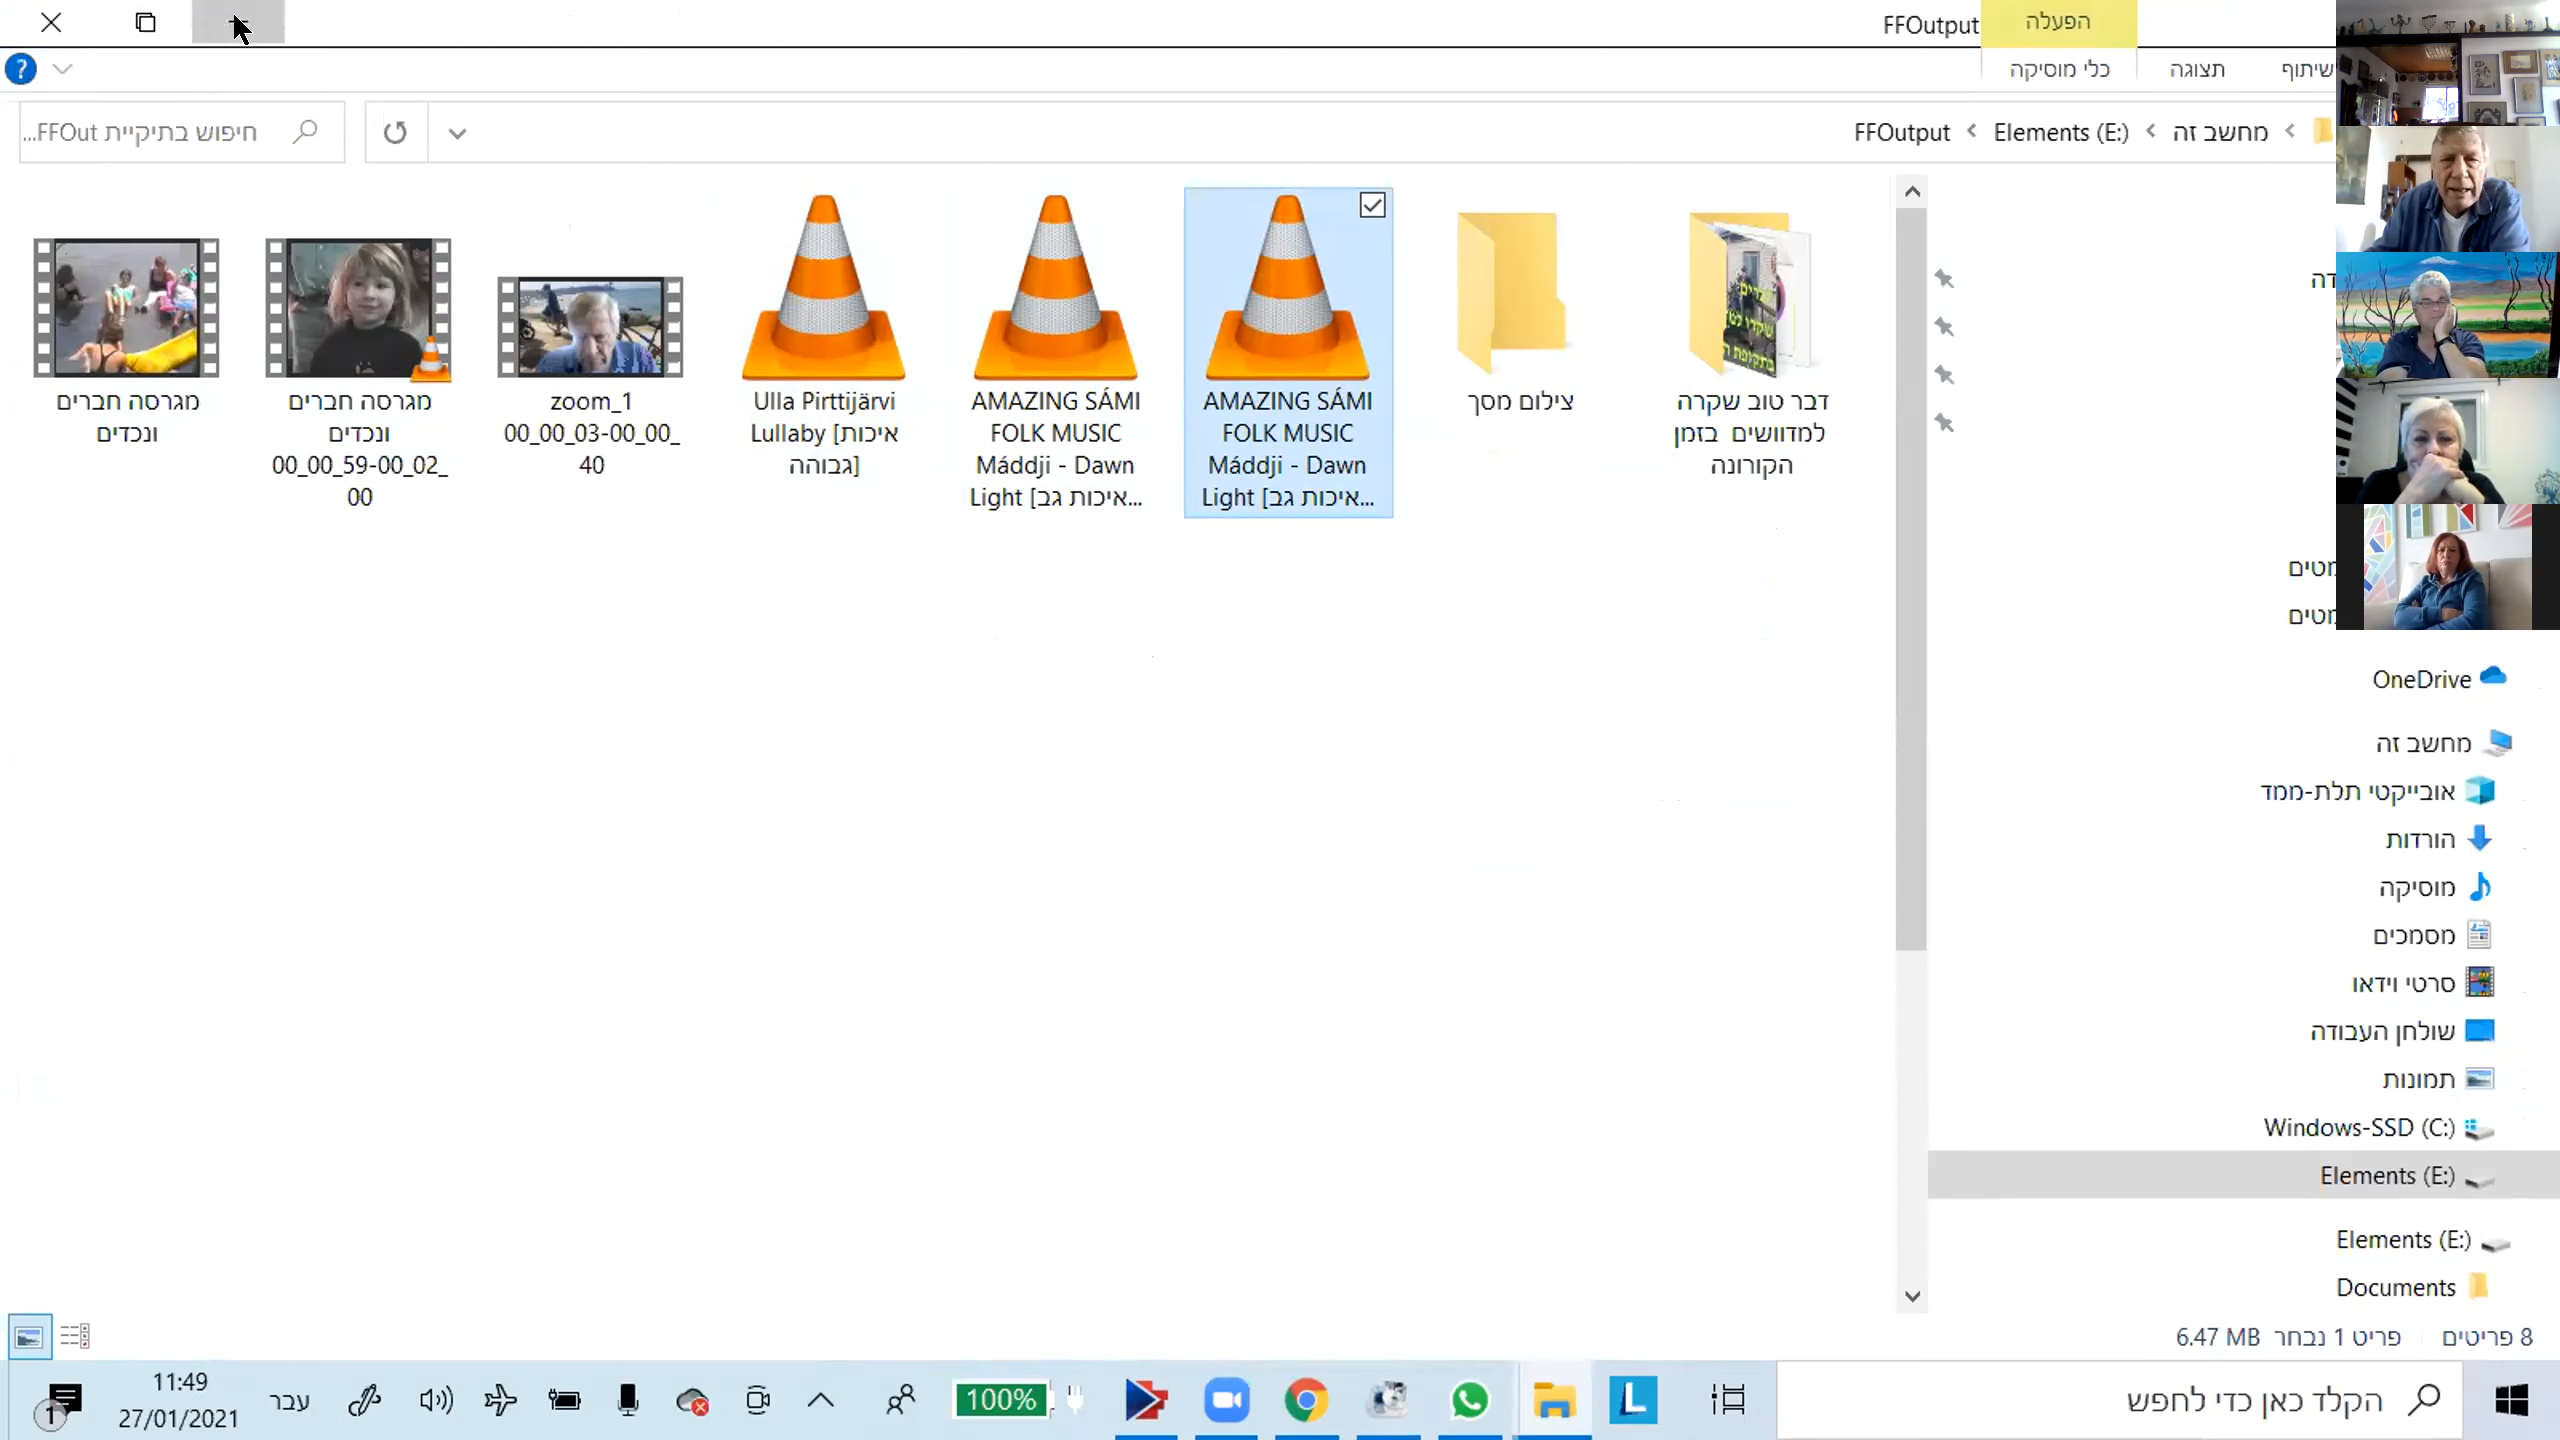 FFOutput
הפעלה
שיתוף
תצוגה
כלי מוסיקה
מחשב זה
Elements (E:)
FFOutput
חיפוש בתיקיית FFOut...
דבר טוב שקרה
למדוושים בזמן
הקורונה
צילום מסך
AMAZING SÁMI
FOLK MUSIC
Máddji - Dawn
Light [איכות גב...
AMAZING SÁMI
FOLK MUSIC
Máddji - Dawn
Light [איכות גב...
Ulla Pirttijärvi
Lullaby [איכות
גבוהה]
zoom_1
00_00_03-00_00_
40
מגרסה חברים
ונכדים
00_00_59-00_02_
00
מגרסה חברים
ונכדים
OneDrive
מחשב זה
אובייקטי תלת-ממד
הורדות
מוסיקה
מסמכים
סרטי וידאו
שולחן העבודה
תמונות
Windows-SSD (C:)
Elements (E:)
Elements (E:)
Documents
8 פריטים
פריט 1 נבחר 6.47 MB
הקלד כאן כדי לחפש
L
100%
עבר
11:49
27/01/2021
1